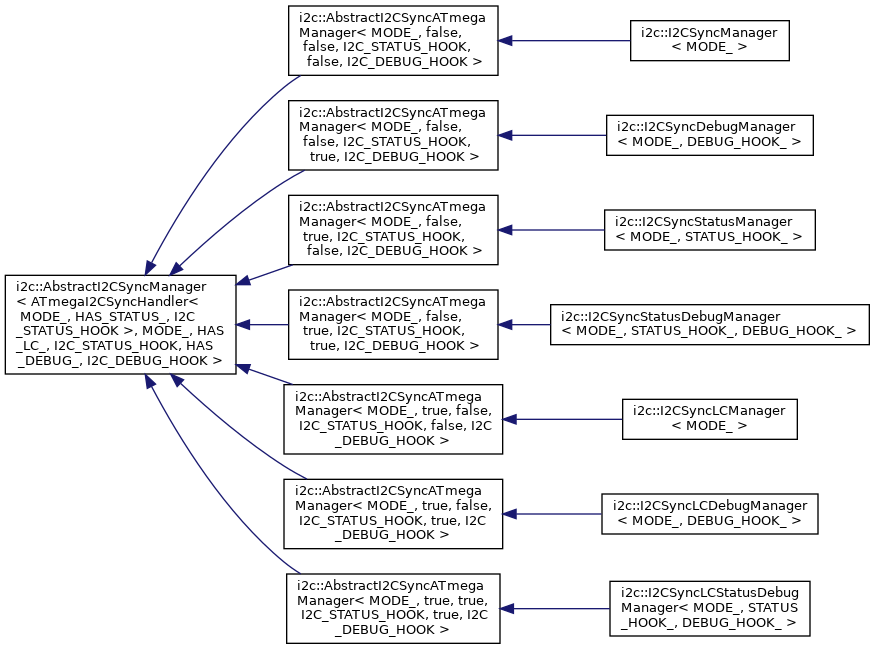 i2c::AbstractI2CSyncATmega
Manager< MODE_, false,
false, I2C_STATUS_HOOK,
false, I2C_DEBUG_HOOK >
i2c::I2CSyncManager
< MODE_ >
i2c::AbstractI2CSyncATmega
Manager< MODE_, false,
false, I2C_STATUS_HOOK,
true, I2C_DEBUG_HOOK >
i2c::I2CSyncDebugManager
< MODE_, DEBUG_HOOK_ >
i2c::AbstractI2CSyncATmega
Manager< MODE_, false,
true, I2C_STATUS_HOOK,
false, I2C_DEBUG_HOOK >
i2c::I2CSyncStatusManager
< MODE_, STATUS_HOOK_ >
i2c::AbstractI2CSyncManager
< ATmegaI2CSyncHandler<
MODE_, HAS_STATUS_, I2C
_STATUS_HOOK >, MODE_, HAS
_LC_, I2C_STATUS_HOOK, HAS
_DEBUG_, I2C_DEBUG_HOOK >
i2c::AbstractI2CSyncATmega
Manager< MODE_, false,
true, I2C_STATUS_HOOK,
true, I2C_DEBUG_HOOK >
i2c::I2CSyncStatusDebugManager
< MODE_, STATUS_HOOK_, DEBUG_HOOK_ >
i2c::AbstractI2CSyncATmega
Manager< MODE_, true, false,
I2C_STATUS_HOOK, false, I2C
_DEBUG_HOOK >
i2c::I2CSyncLCManager
< MODE_ >
i2c::AbstractI2CSyncATmega
Manager< MODE_, true, false,
I2C_STATUS_HOOK, true, I2C
_DEBUG_HOOK >
i2c::I2CSyncLCDebugManager
< MODE_, DEBUG_HOOK_ >
i2c::AbstractI2CSyncATmega
Manager< MODE_, true, true,
I2C_STATUS_HOOK, true, I2C
_DEBUG_HOOK >
i2c::I2CSyncLCStatusDebug
Manager< MODE_, STATUS
_HOOK_, DEBUG_HOOK_ >